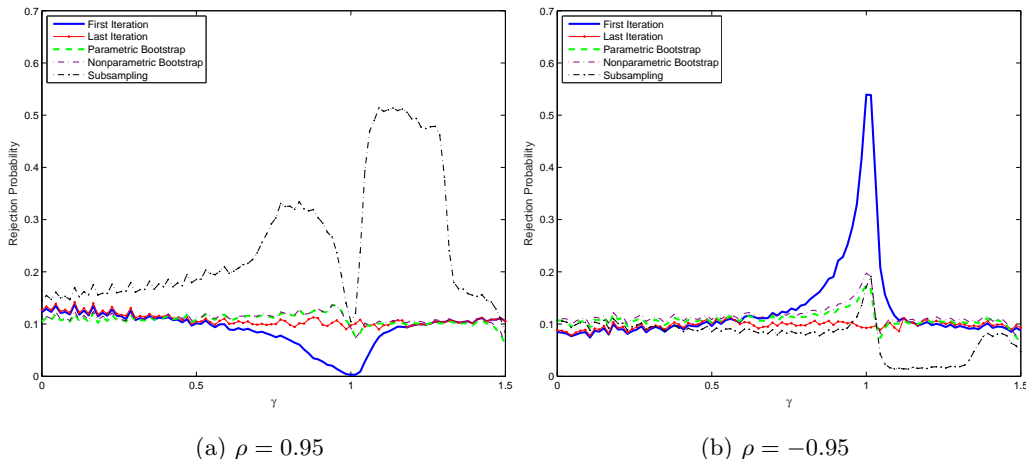 0.7
0.6
0.5
0.4
0.3
0.2
0.1
0
Rejection Probability
First Iteration
Last Iteration
Parametric Bootstrap
Nonparametric Bootstrap
Subsampling
0 0.5 1 1.5
γ
(a) ρ = 0.95
0.7
0.6
0.5
0.4
0.3
0.2
0.1
0
Rejection Probability
First Iteration
Last Iteration
Parametric Bootstrap
Nonparametric Bootstrap
Subsampling
0 0.5 1 1.5
γ
(b) ρ = −0.95